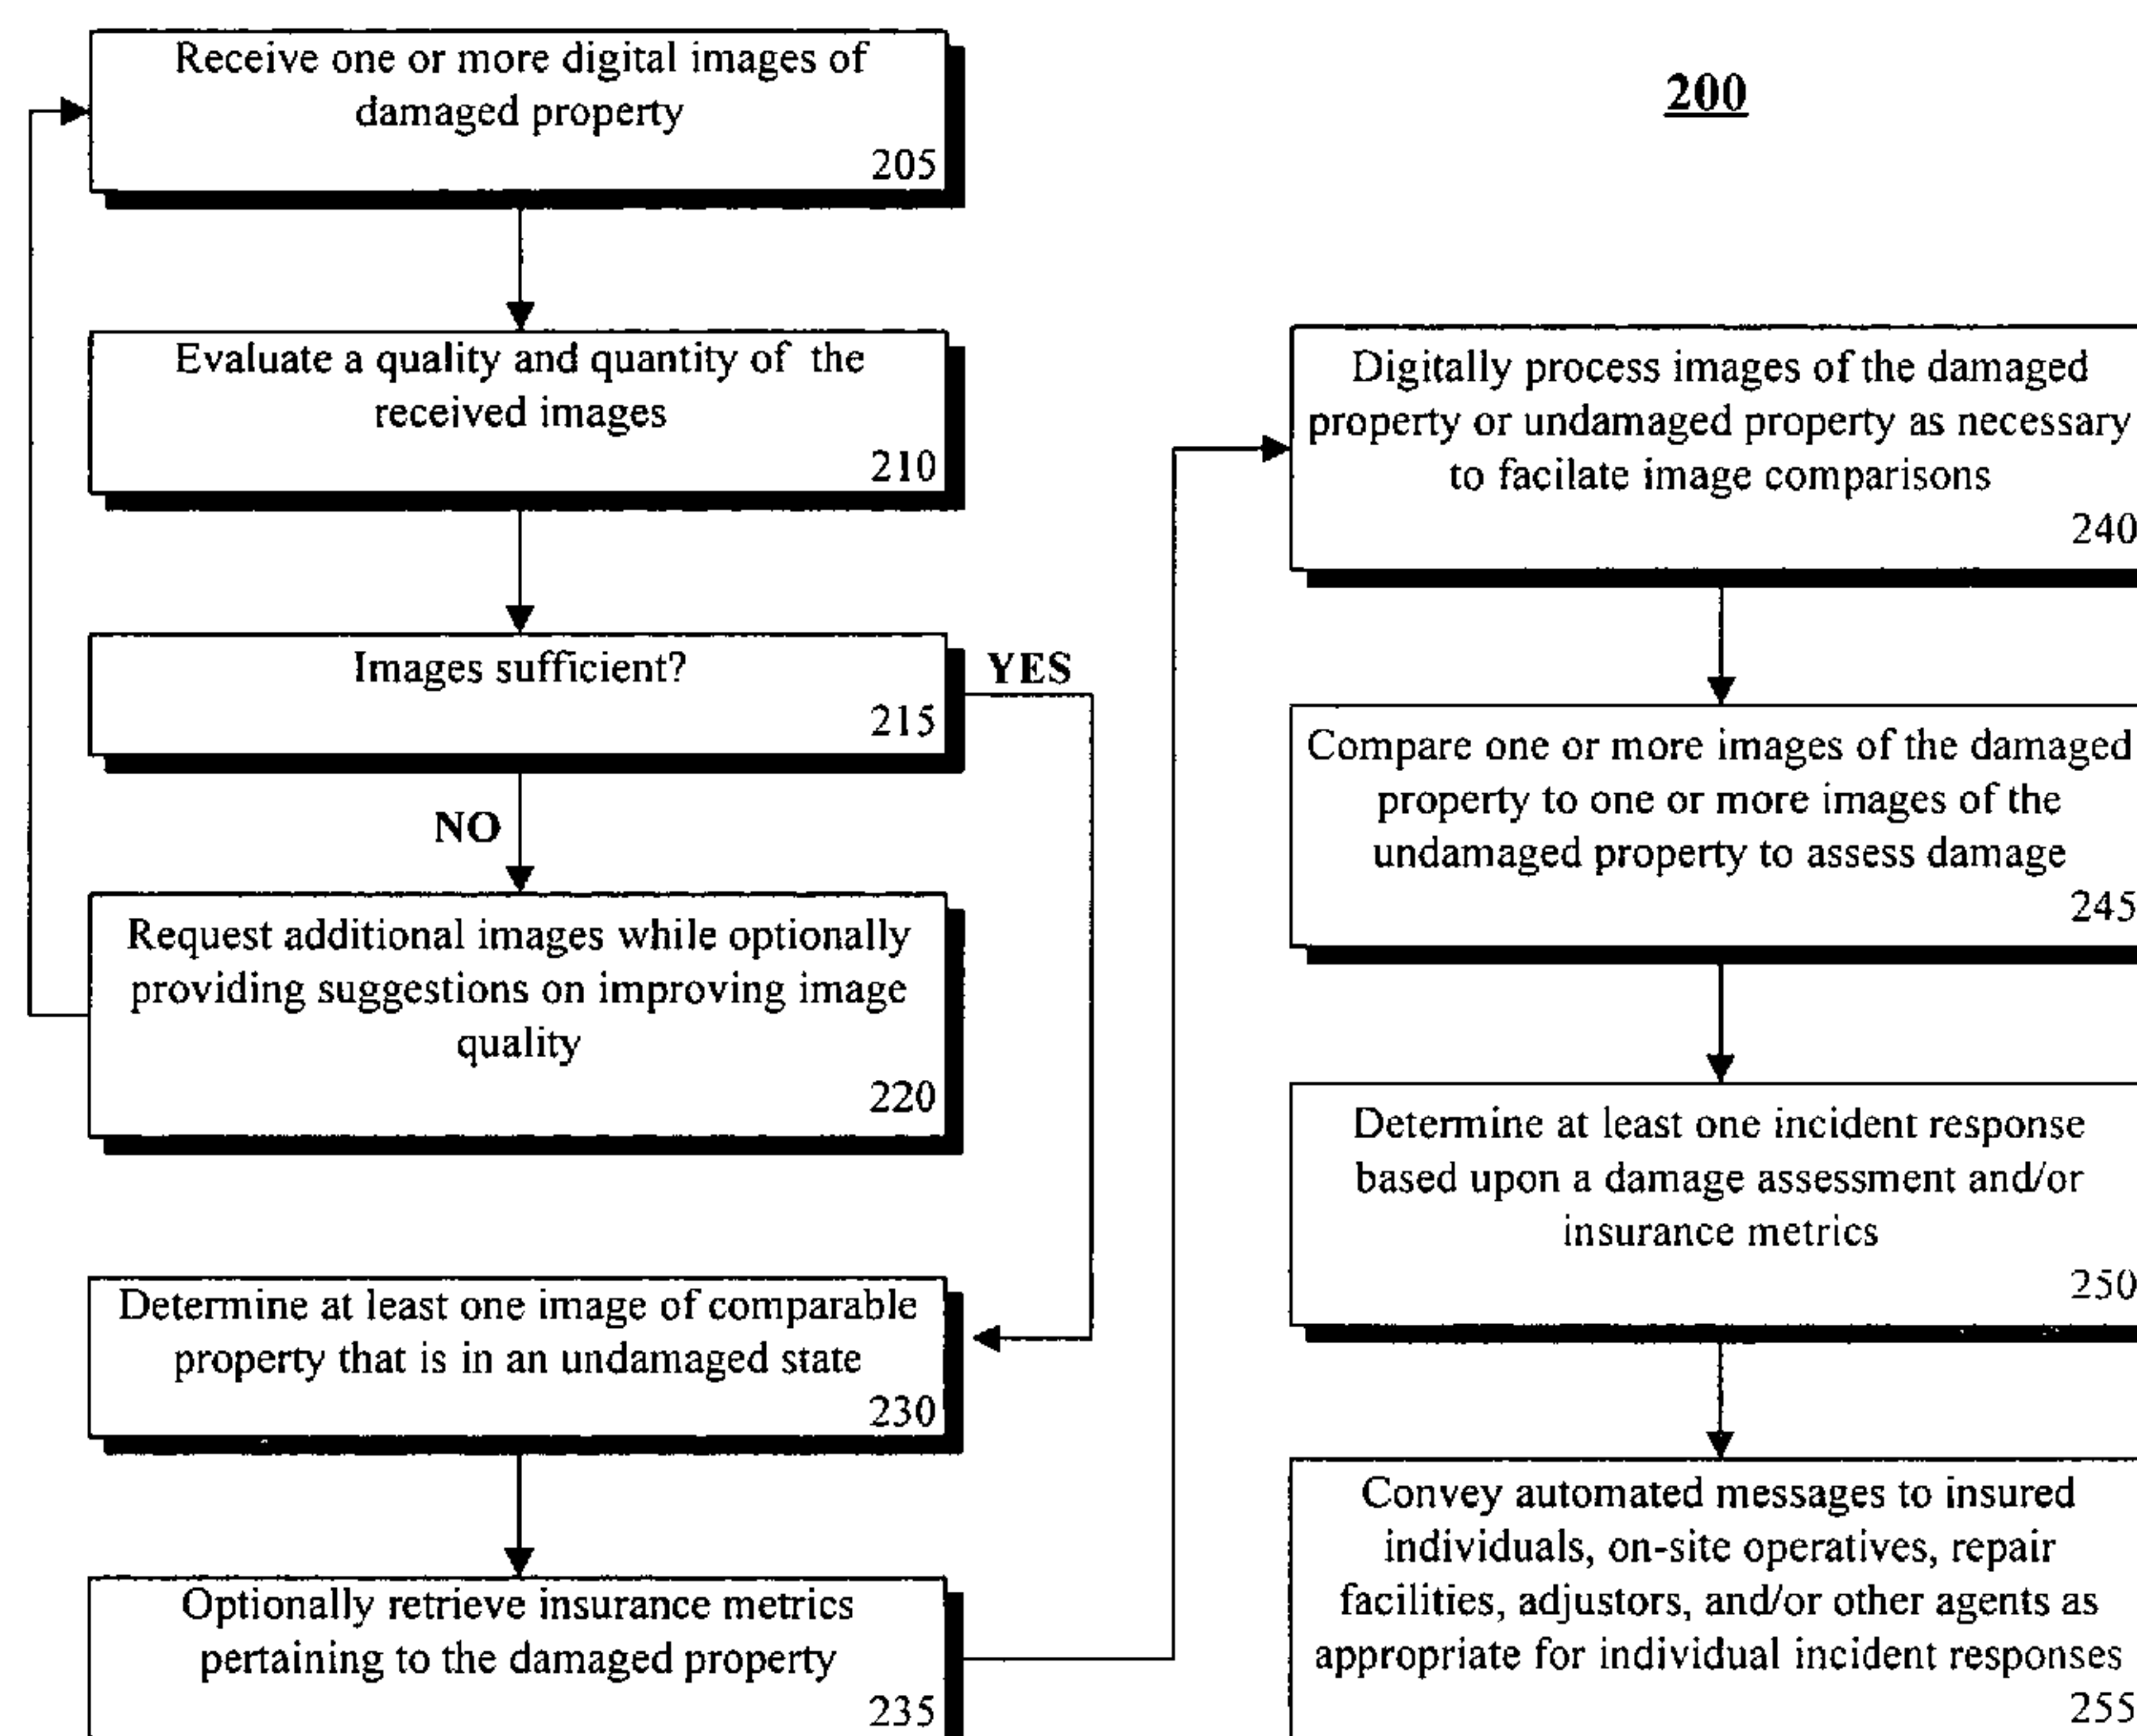 200
Receive one or more digital images of
damaged property
205
Evaluate a quality and quantity of the
received images
210
Images sufficient?
215
YES
NO
Request additional images while optionally
providing suggestions on improving image
quality
220
Determine at least one image of comparable
property that is in an undamaged state
230
Optionally retrieve insurance metrics
pertaining to the damaged property
235
Digitally process images of the damaged
property or undamaged property as necessary
to facilate image comparisons
240
Compare one or more images of the damaged
property to one or more images of the
undamaged property to assess damage
245
Determine at least one incident response
based upon a damage assessment and/or
insurance metrics
250
Convey automated messages to insured
individuals, on-site operatives, repair
facilities, adjustors, and/or other agents as
appropriate for individual incident responses
255